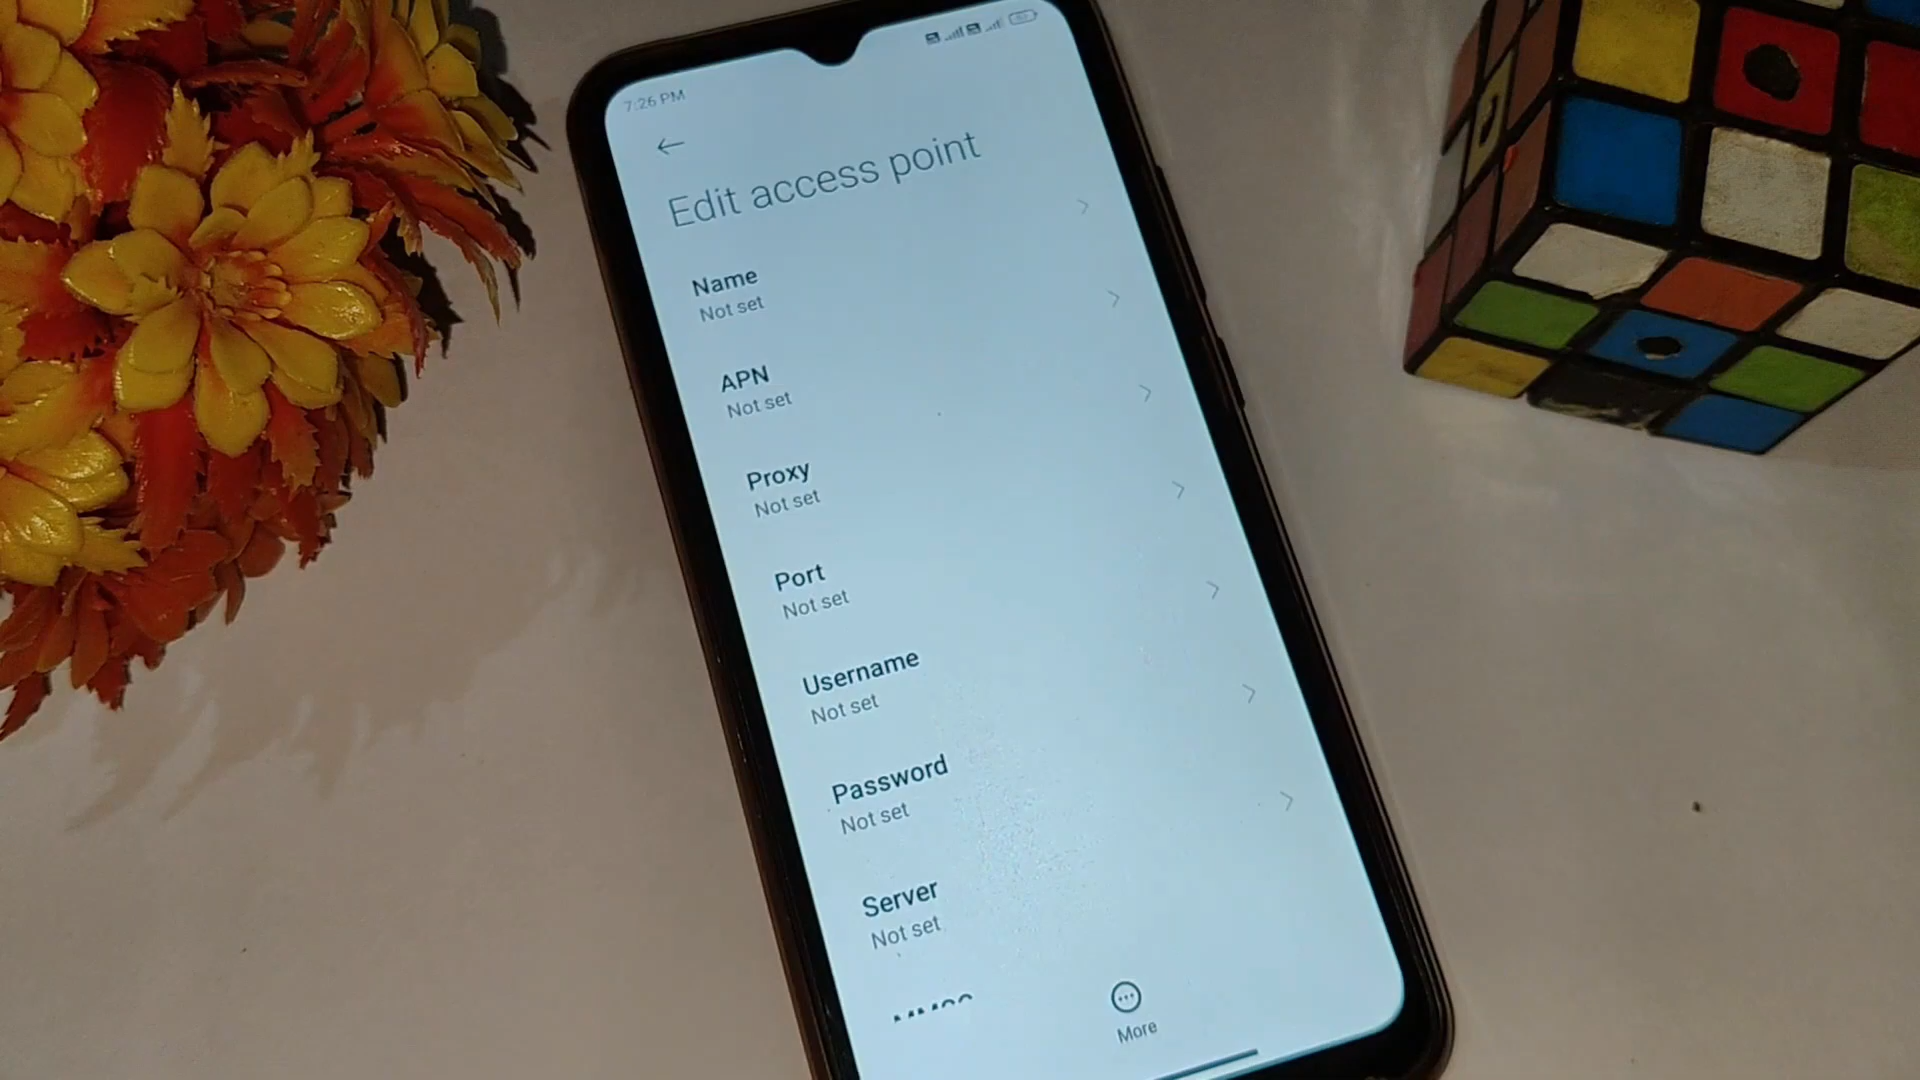 7:26 PM
Edit access point
Name
Not set
APN
Not set
Proxy
Not set
Port
Not set
Username
Not set
Password
Not set
Server
Not set
More